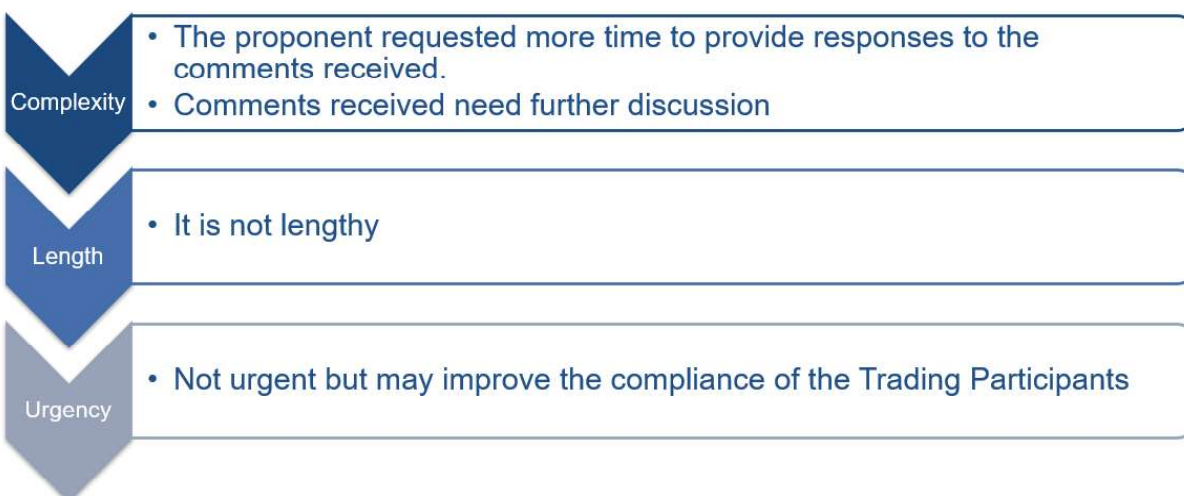 Complexity
• The proponent requested more time to provide responses to the
comments received.
• Comments received need further discussion
Length
• It is not lengthy
Urgency
• Not urgent but may improve the compliance of the Trading Participants